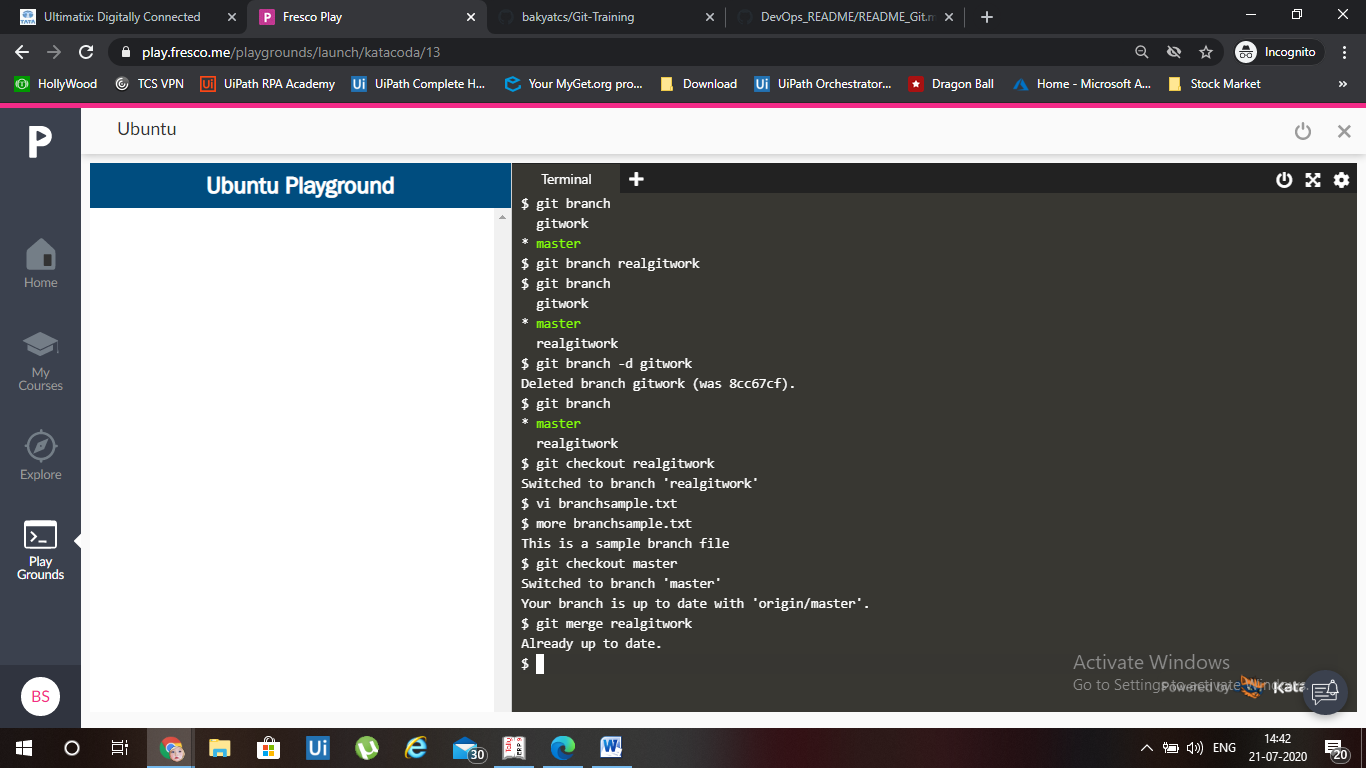 Ultimatix: Digitally Connected
Fresco Play
bakyatcs/Git-Training
DevOps_README/README_Git.m
play.fresco.me/playgrounds/launch/katacoda/13
Incognito
HollyWood
TCS VPN
UiPath RPA Academy
UiPath Complete H...
Your MyGet.org pro...
Download
UiPath Orchestrator...
Dragon Ball
Home - Microsoft A...
Stock Market
»
Ubuntu
Home
My
Courses
Explore
Play
Grounds
BS
Ubuntu Playground
Terminal
$ git branch
gitwork
* master
$ git branch realgitwork
$ git branch
gitwork
* master
realgitwork
$ git branch -d gitwork
Deleted branch gitwork (was 8cc67cf).
$ git branch
* master
realgitwork
$ git checkout realgitwork
Switched to branch 'realgitwork'
$ vi branchsample.txt
$ more branchsample.txt
This is a sample branch file
$ git checkout master
Switched to branch 'master'
Your branch is up to date with 'origin/master'.
$ git merge realgitwork
Already up to date.
$
Activate Windows
Go to Settings to activate Windows.
Powered by
Kata
30
ENG
14:42
21-07-2020
20